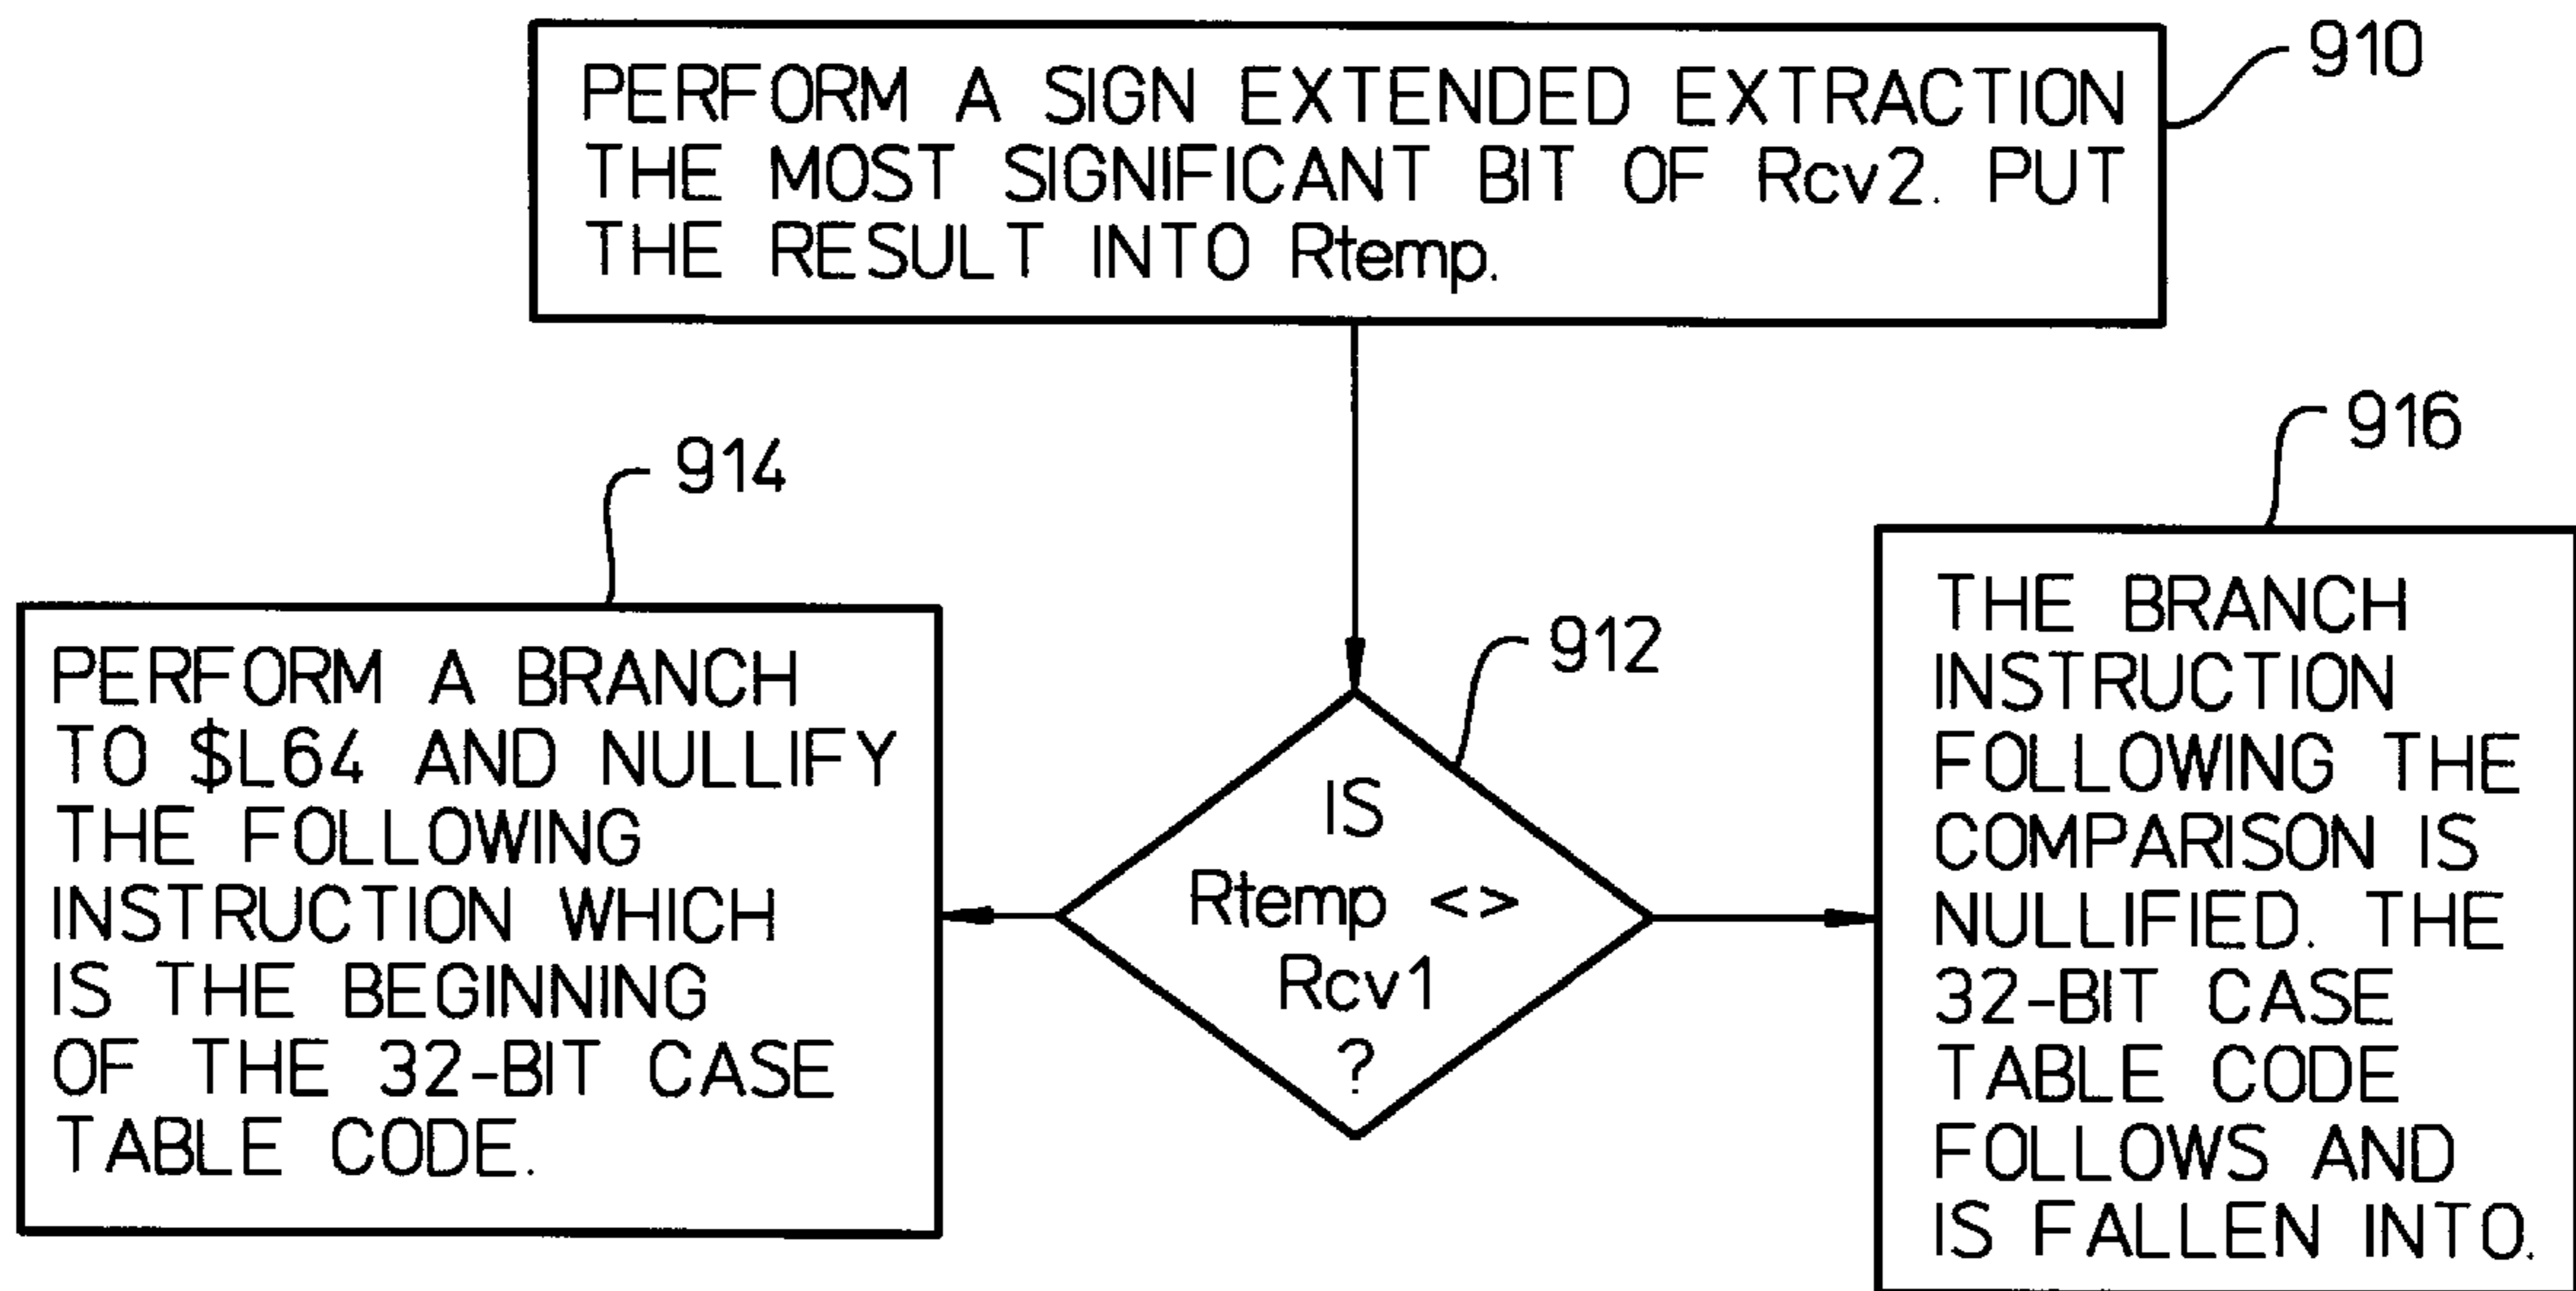 910
PERFORM A SIGN EXTENDED EXTRACTION
THE MOST SIGNIFICANT BIT OF Rcv2. PUT
THE RESULT INTO Rtemp.
914
PERFORM A BRANCH
TO $L64 AND NULLIFY
THE FOLLOWING
INSTRUCTION WHICH
IS THE BEGINNING
OF THE 32-BIT CASE
TABLE CODE.
912
IS
Rtemp <>
Rcv1
?
916
THE BRANCH
INSTRUCTION
FOLLOWING THE
COMPARISON IS
NULLIFIED. THE
32-BIT CASE
TABLE CODE
FOLLOWS AND
IS FALLEN INTO.